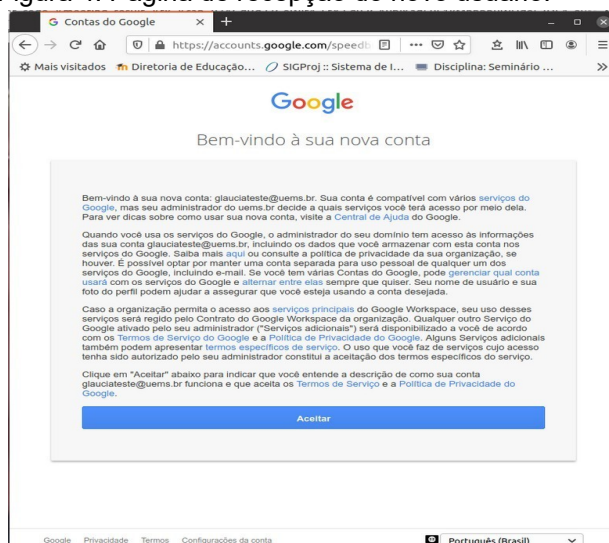 Figura 4. Página de recepção do novo usuário.
Contas do Google
https://accounts.google.com/speedb
Mais visitados Diretoria de Educação... SIGProj :: Sistema de I... Disciplina: Seminário ...
Google
Bem-vindo à sua nova conta
Bem-vindo à sua nova conta: glauciateste@uems.br. Sua conta é compatível com vários serviços do
Google, mas seu administrador do uems.br decide a quais serviços você terá acesso por meio dela.
Para ver dicas sobre como usar sua nova conta, visite a Central de Ajuda do Google.
Quando você usa os serviços do Google, o administrador do seu domínio tem acesso às informações
das sua conta glauciateste@uems.br, incluindo os dados que você armazenar com esta conta nos
serviços do Google. Saiba mais aqui ou consulte a política de privacidade da sua organização, se
houver. É possível optar por manter uma conta separada para uso pessoal de qualquer um dos
serviços do Google, incluindo e-mail. Se você tem várias Contas do Google, pode gerenciar qual conta
usará com os serviços do Google e alternar entre elas sempre que quiser. Seu nome de usuário e sua
foto do perfil podem ajudar a assegurar que você esteja usando a conta desejada.
Caso a organização permita o acesso aos serviços principais do Google Workspace, seu uso desses
serviços será regido pelo Contrato do Google Workspace da organização. Qualquer outro Serviço do
Google ativado pelo seu administrador ("Serviços adicionais") será disponibilizado a você de acordo
com os Termos de Serviço do Google e a Política de Privacidade do Google. Alguns Serviços adicionais
também podem apresentar termos específicos de serviço. O uso que você faz de serviços cujo acesso
tenha sido autorizado pelo seu administrador constitui a aceitação dos termos específicos do serviço.
Clique em "Aceitar" abaixo para indicar que você entende a descrição de como sua conta
glauciateste@uems.br funciona e que aceita os Termos de Serviço e a Política de Privacidade do
Google.
Aceitar
Google Privacidade Termos Configurações da conta Português (Brasil)